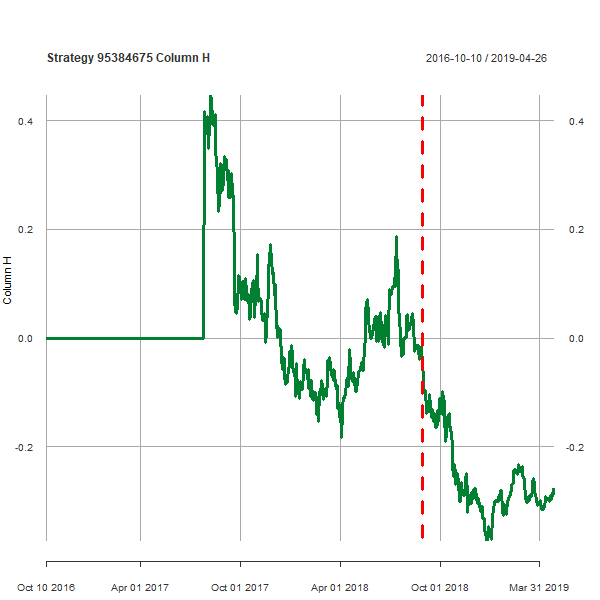 Strategy 95384675 Column H
2016-10-10 / 2019-04-26
0.4 0.4
0.2 0.2
Column H
0.0 0.0
-0.2 -0.2
Oct 10 2016 Apr 01 2017 Oct 01 2017 Apr 01 2018 Oct 01 2018 Mar 31 2019